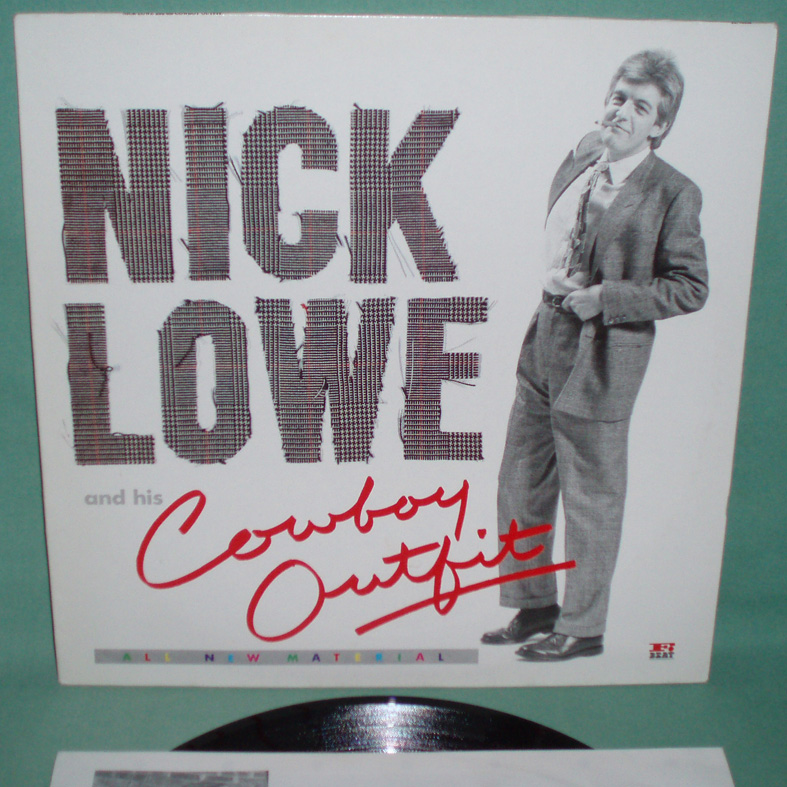 NICK
LOWE
and his
Cowboy
Outfit
ALL NEW MATERIAL
F.
BEAT